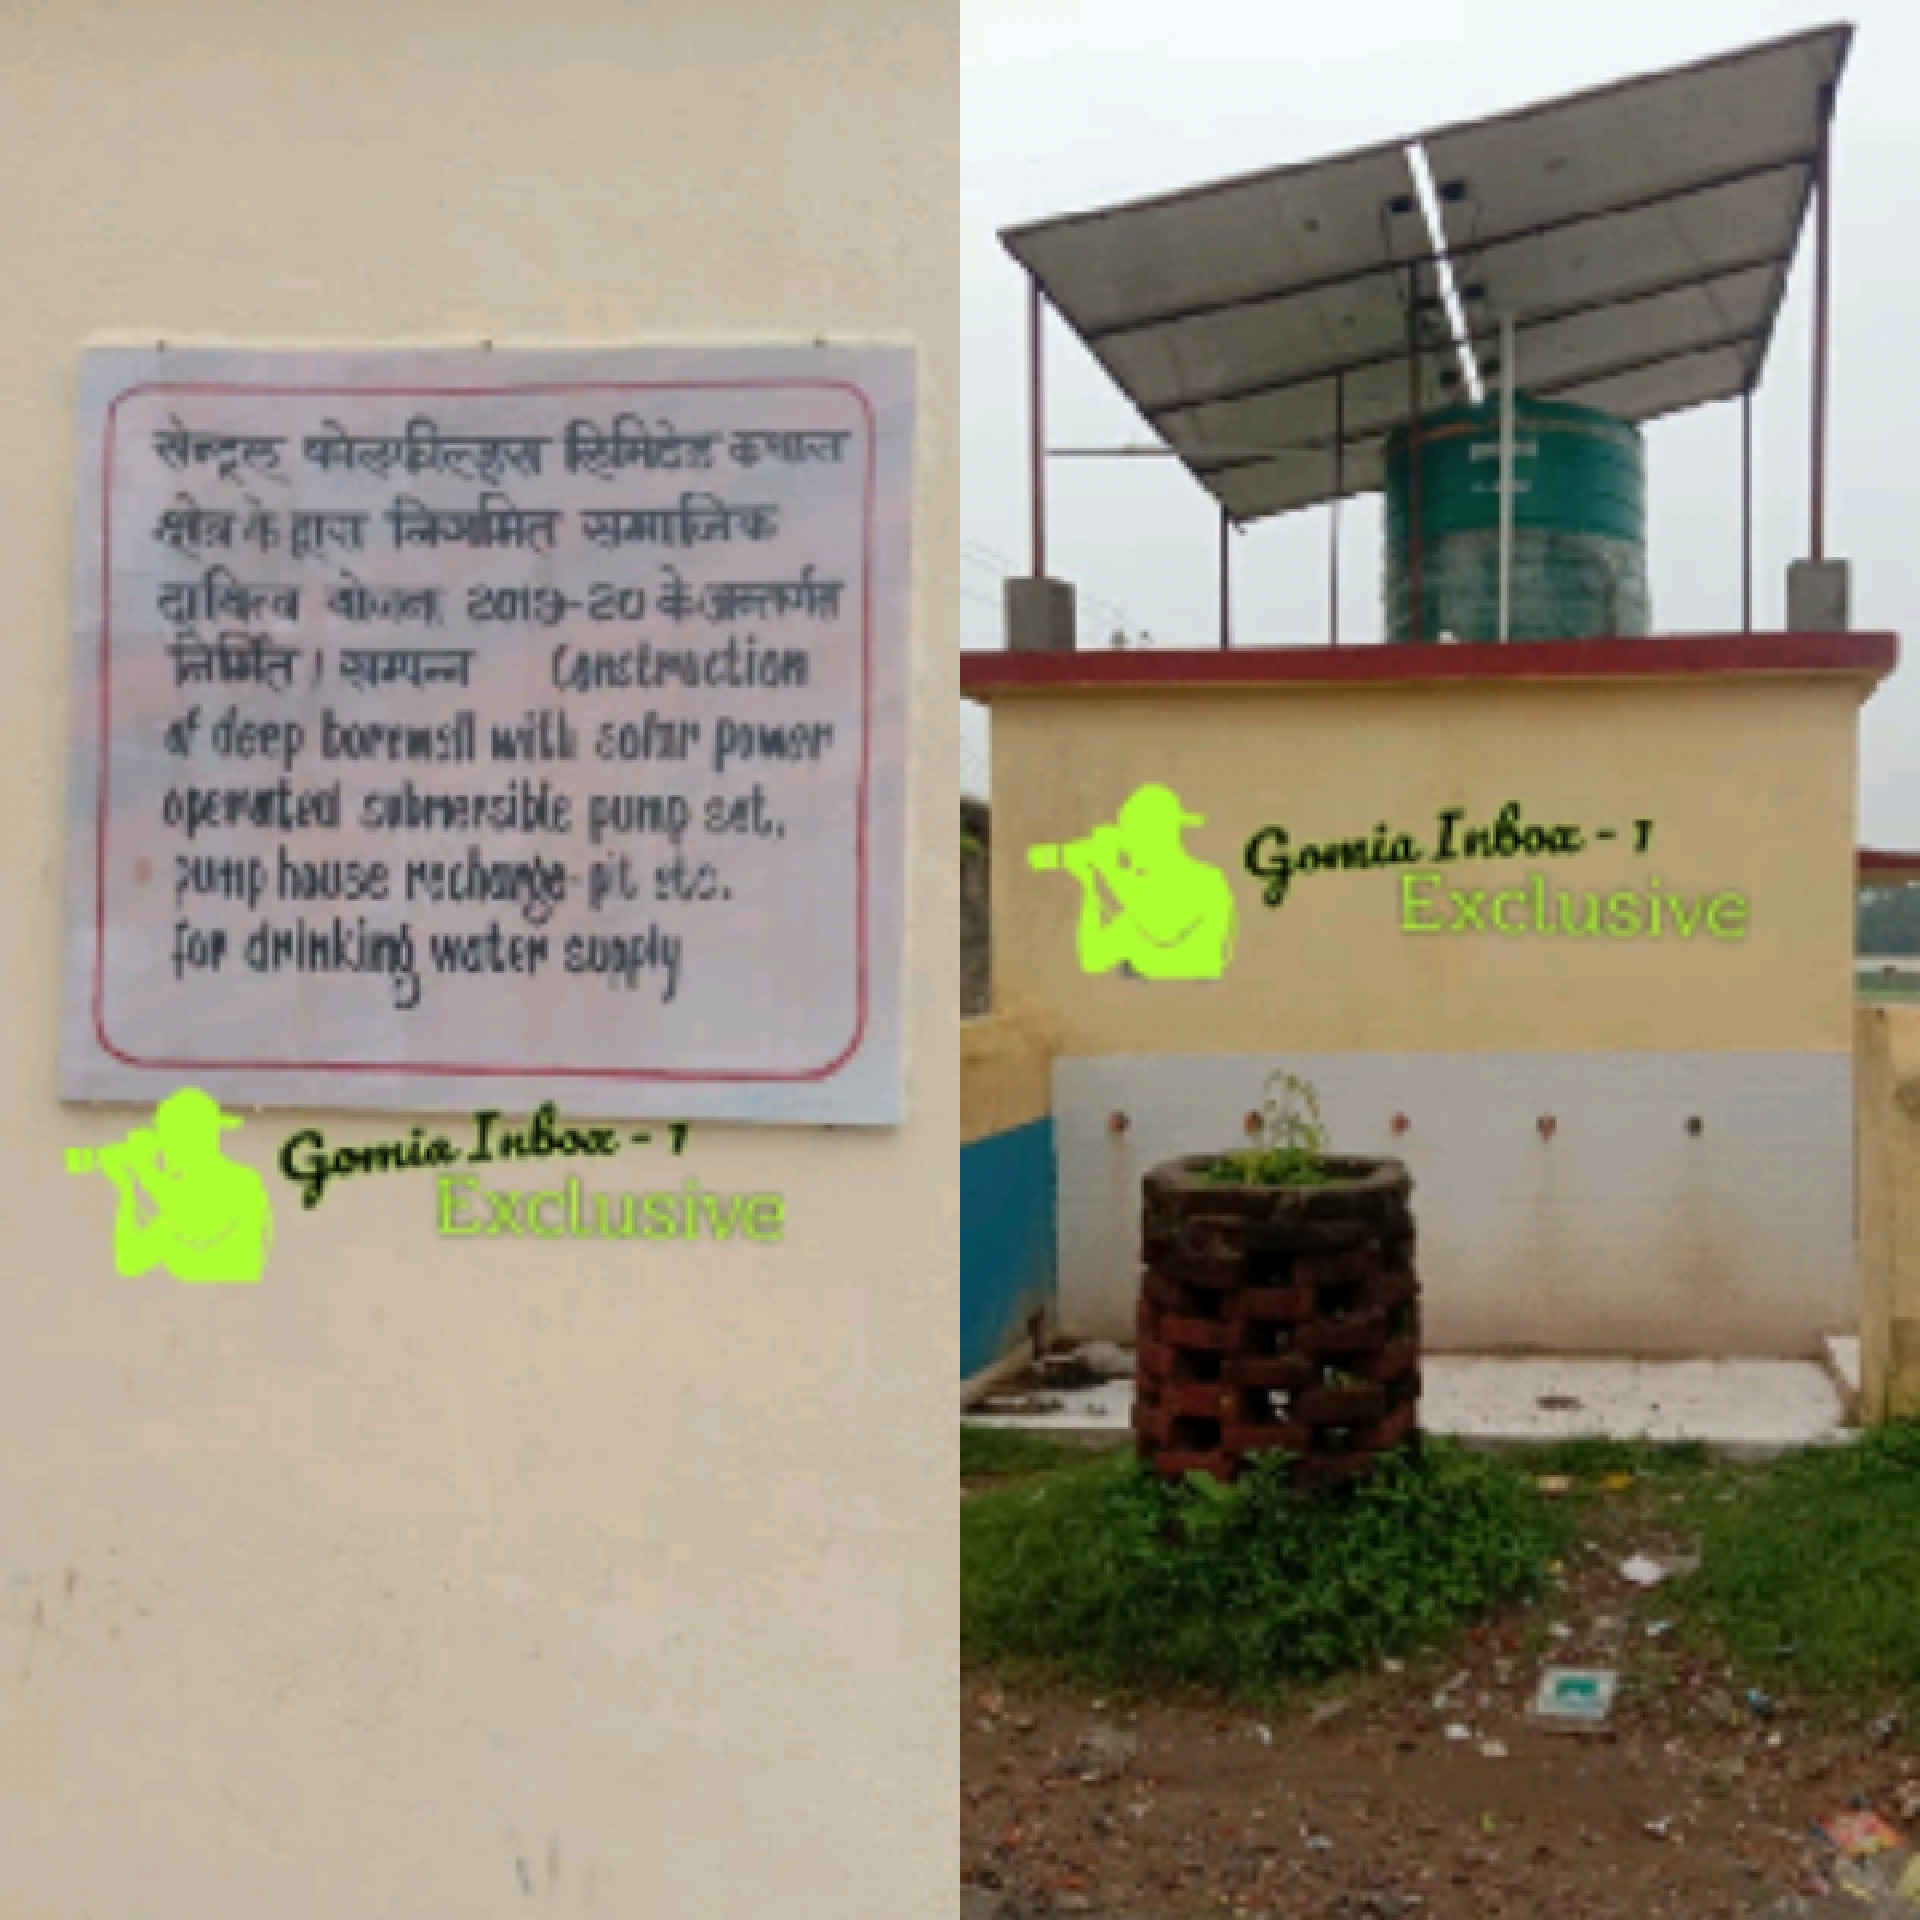 सेन्ट्रल कोलफील्ड्स लिमिटेड कथारा
क्षेत्र के द्वारा निगमित समाजिक
दायित्व योजना 2019-20 के अन्तर्गत
निर्मित / सम्पन्न Construction
of deep borewell with solar power
operated submersible pump set,
pump house recharge-pit etc.
for drinking water supply
Gomia Inbox - 1
Exclusive
Gomia Inbox - 1
Exclusive